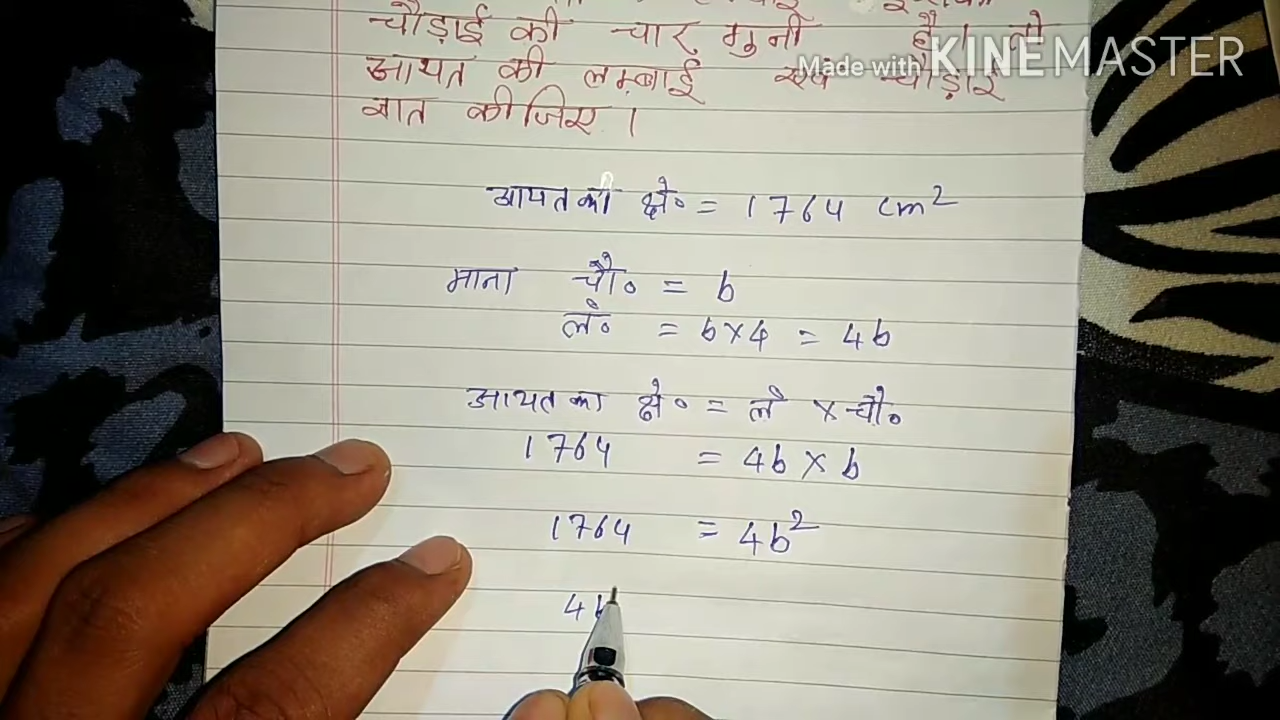 चौड़ाई की चार गुनी है। तो
आयत की लम्बाई एवं चौड़ाई
ज्ञात कीजिए।
Made with KINEMASTER
आयत का क्षे० = 1764 cm²
माना चौ० = b
लं० = b×4 = 4b
आयत का क्षे० = लं × चौ०
1764 = 4b × b
1764 = 4b²
4b